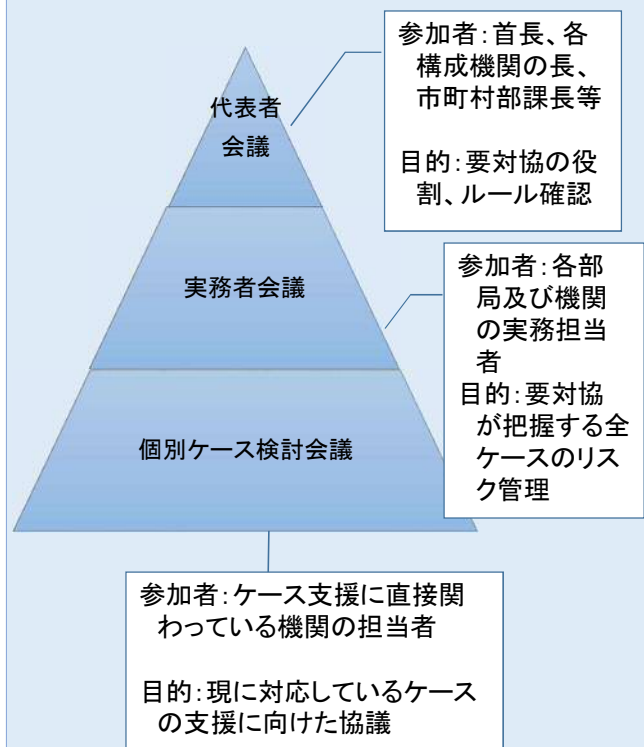 代表者
会議
参加者:首長、各
構成機関の長、
市町村部課長等
目的:要対協の役
割、ルール確認
実務者会議
参加者:各部
局及び機関
の実務担当
者
目的:要対協
が把握する全
ケースのリス
ク管理
個別ケース検討会議
参加者:ケース支援に直接関
わっている機関の担当者
目的:現に対応しているケース
の支援に向けた協議